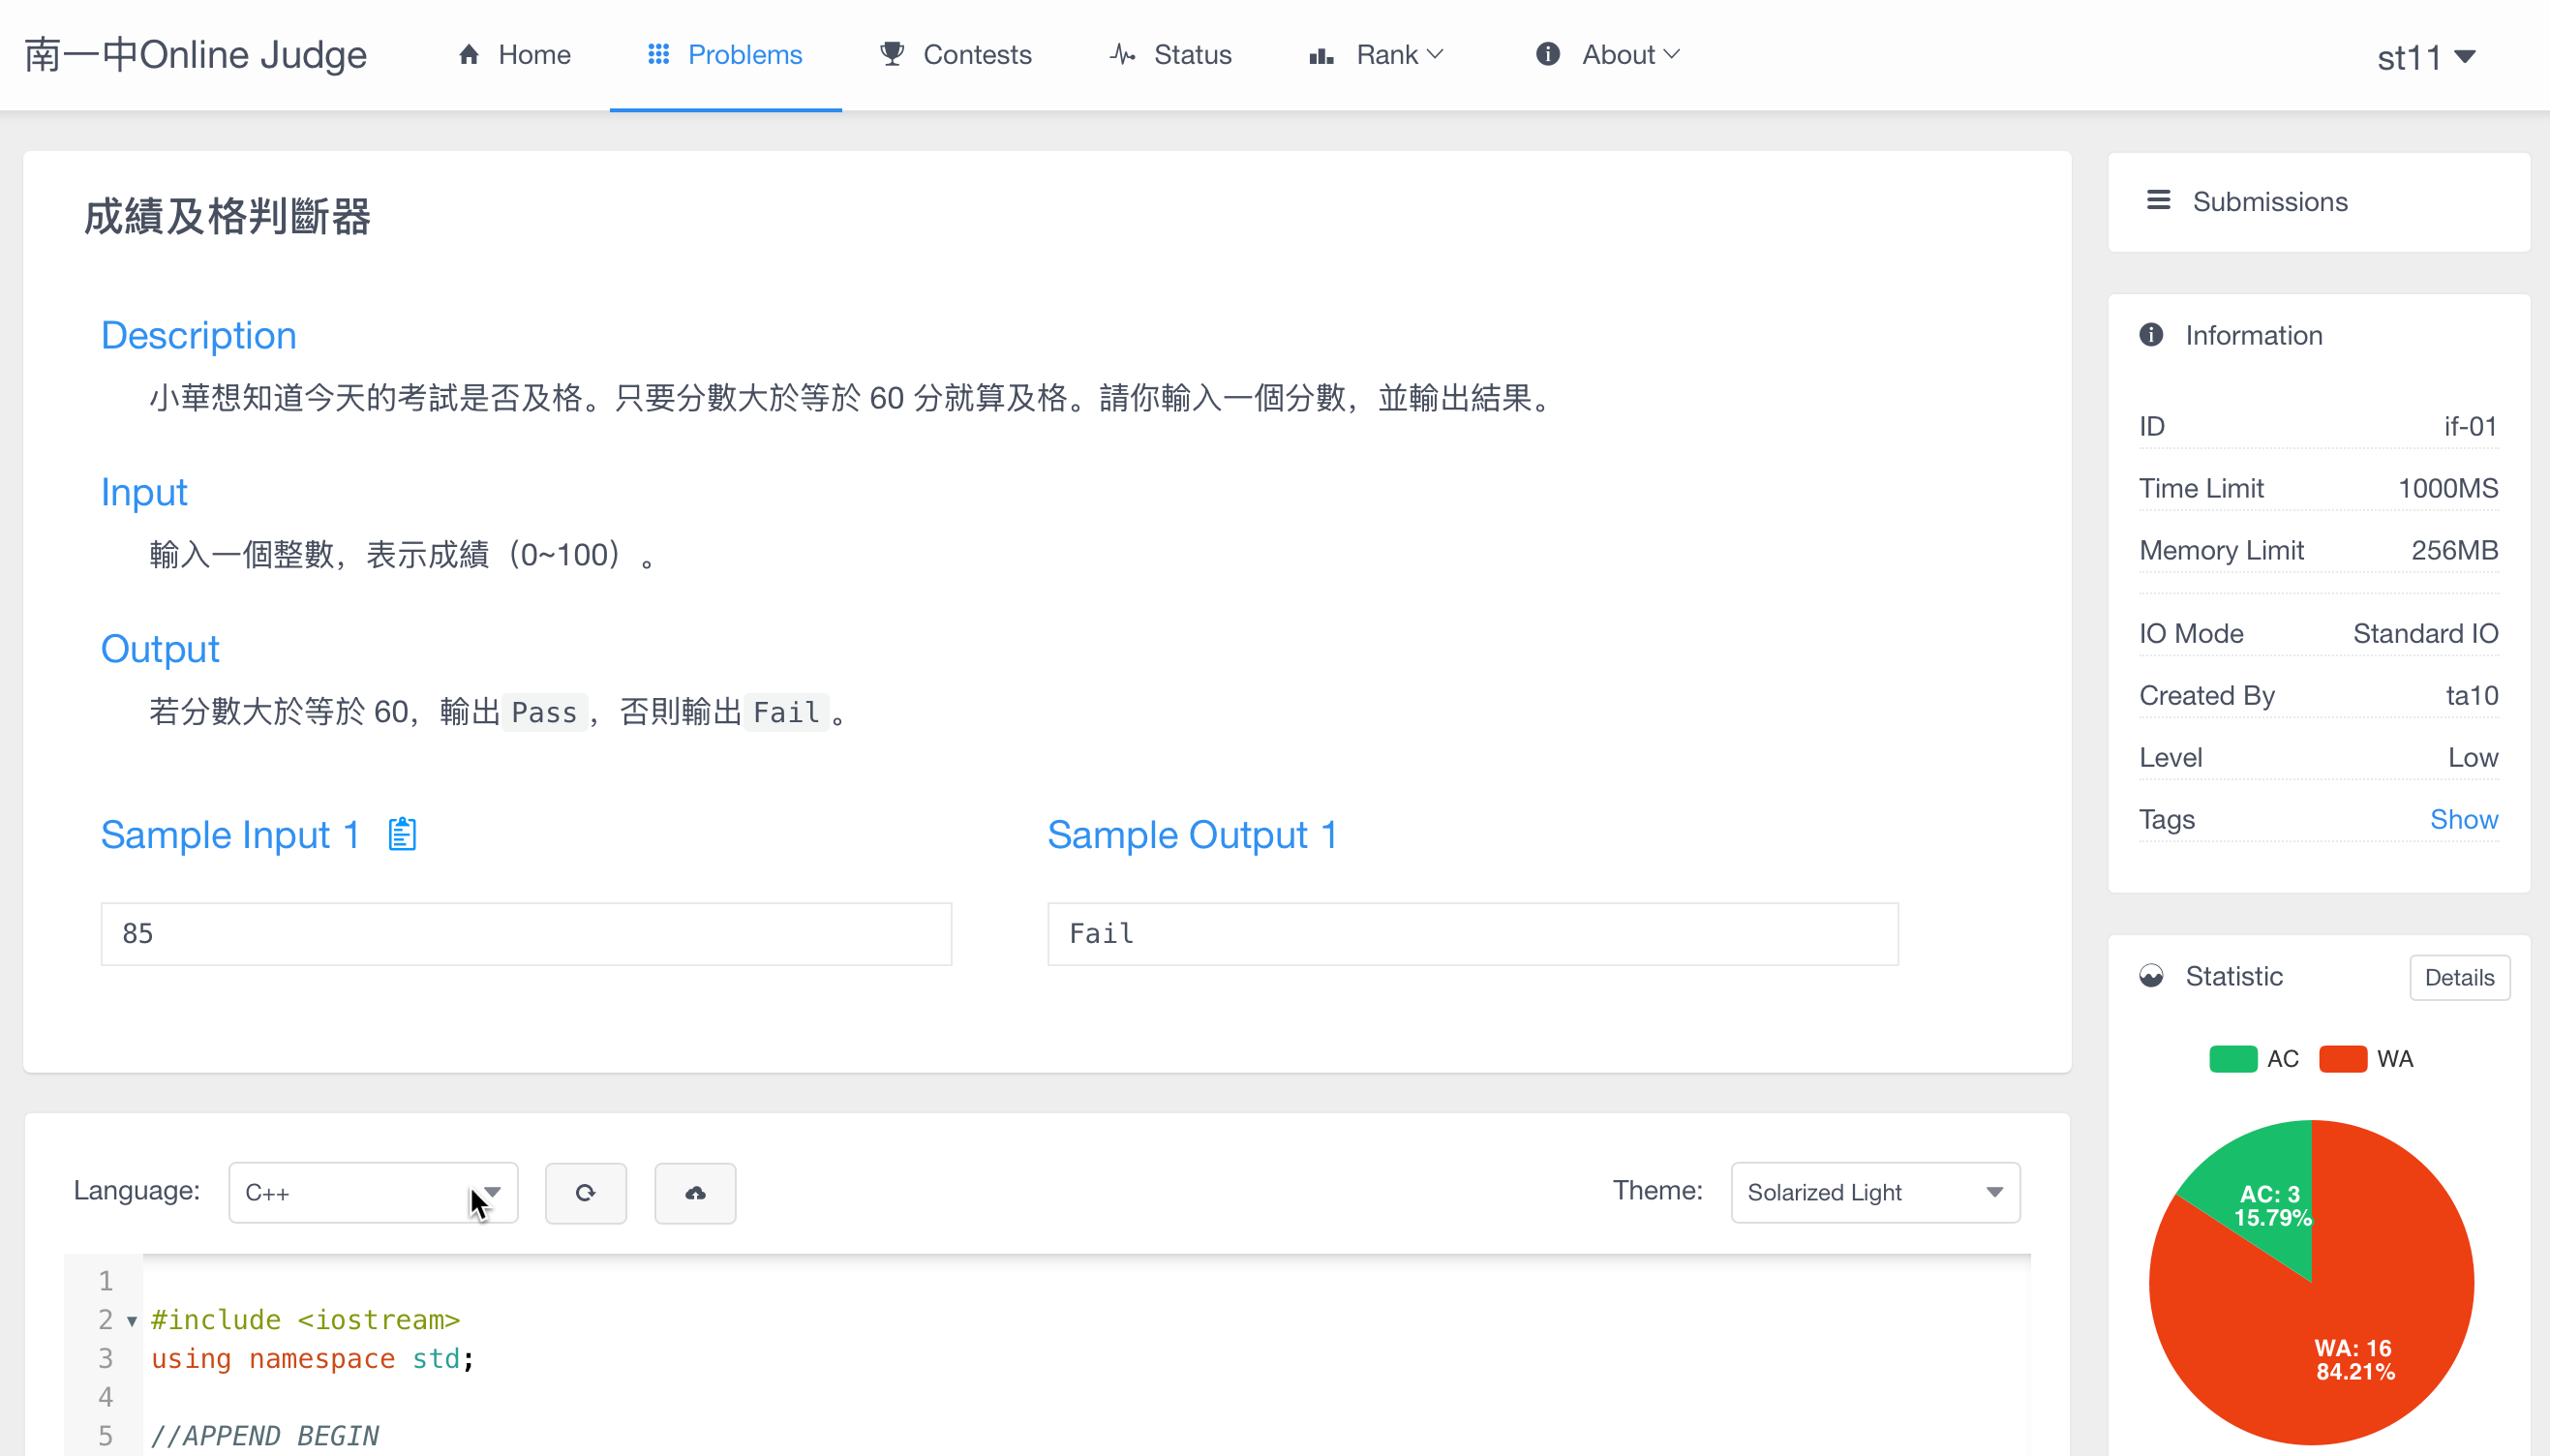 南一中Online Judge
Home
Problems
Contests
Status
Rank
About
st11
成績及格判斷器
Description
小華想知道今天的考試是否及格。只要分數大於等於 60 分就算及格。請你輸入一個分數，並輸出結果。
Input
輸入一個整數，表示成績（0~100）。
Output
若分數大於等於 60，輸出 Pass ，否則輸出 Fail 。
Sample Input 1
Sample Output 1
85
Fail
Language:
C++
Theme:
Solarized Light
1
2 #include <iostream>
3 using namespace std;
4
5 //APPEND BEGIN
Submissions
Information
ID if-01
Time Limit 1000MS
Memory Limit 256MB
IO Mode Standard IO
Created By ta10
Level Low
Tags Show
Statistic
Details
AC WA
AC: 3
15.79%
WA: 16
84.21%